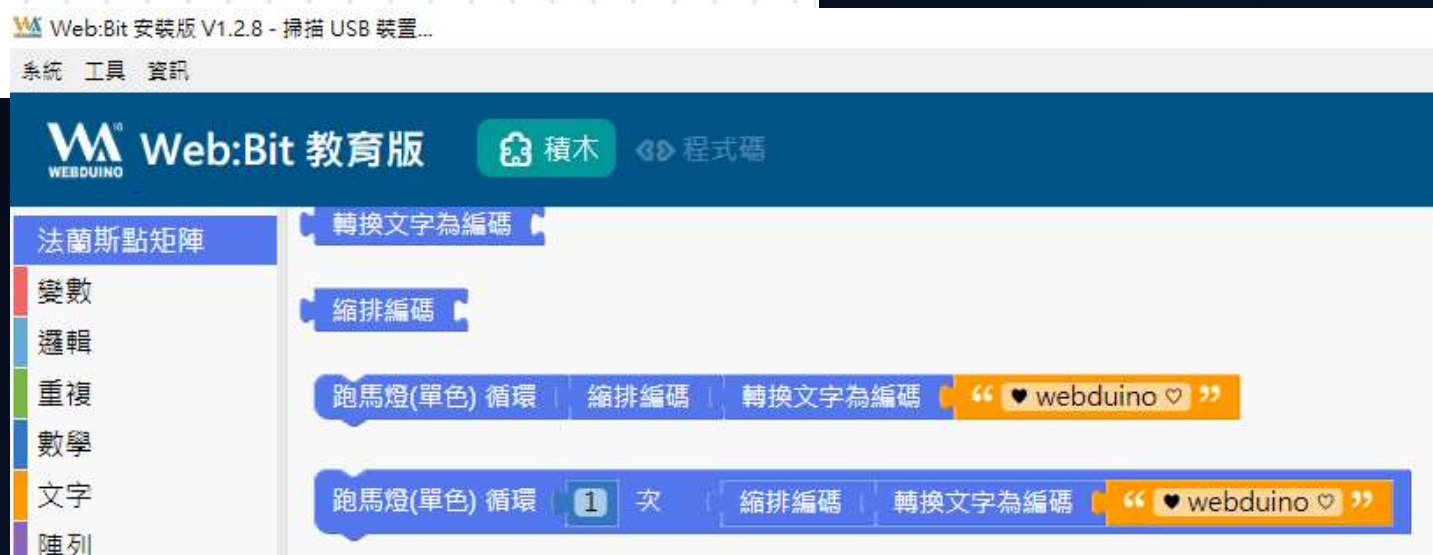 Web:Bit 安裝版 V1.2.8 - 掃描 USB 裝置...
系統 工具 資訊
WEBDUINO Web:Bit 教育版 積木 程式碼
法蘭斯點矩陣
變數
邏輯
重複
數學
文字
陣列
轉換文字為編碼
縮排編碼
跑馬燈(單色) 循環 縮排編碼 轉換文字為編碼 “ ♥ webduino ♡ ”
跑馬燈(單色) 循環 1 次 縮排編碼 轉換文字為編碼 “ ♥ webduino ♡ ”